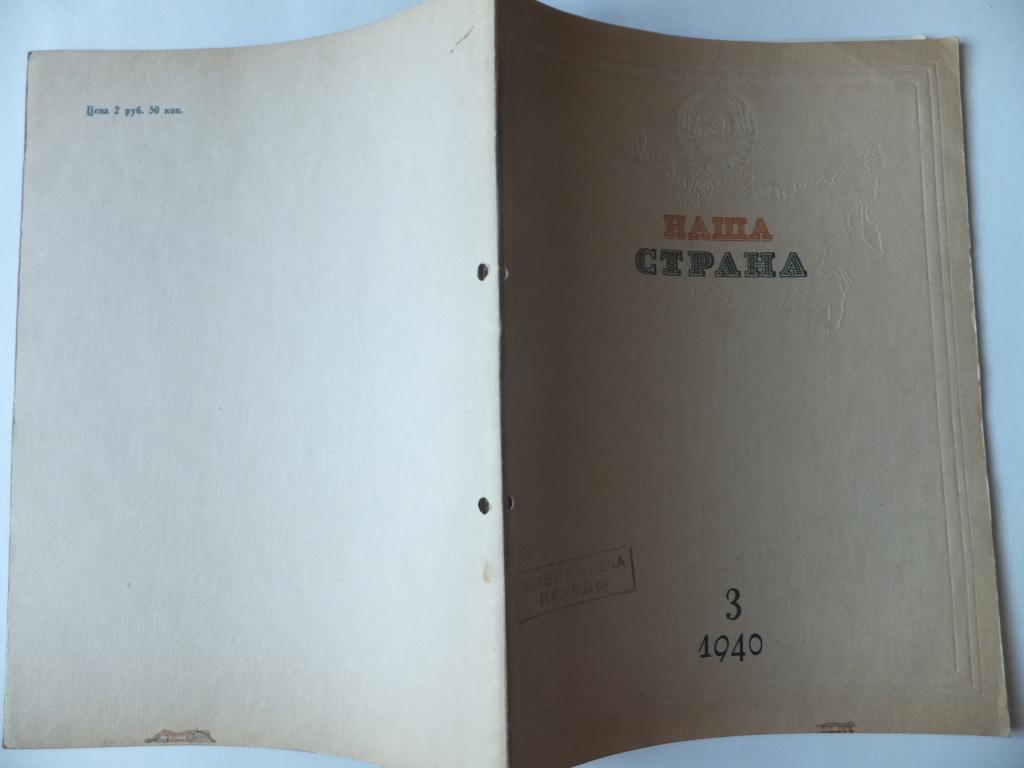 Цена 2 руб. 50 коп.
НАША
СТРАНА
БИБЛИОТЕКА
ПРАВДЫ
3
1940